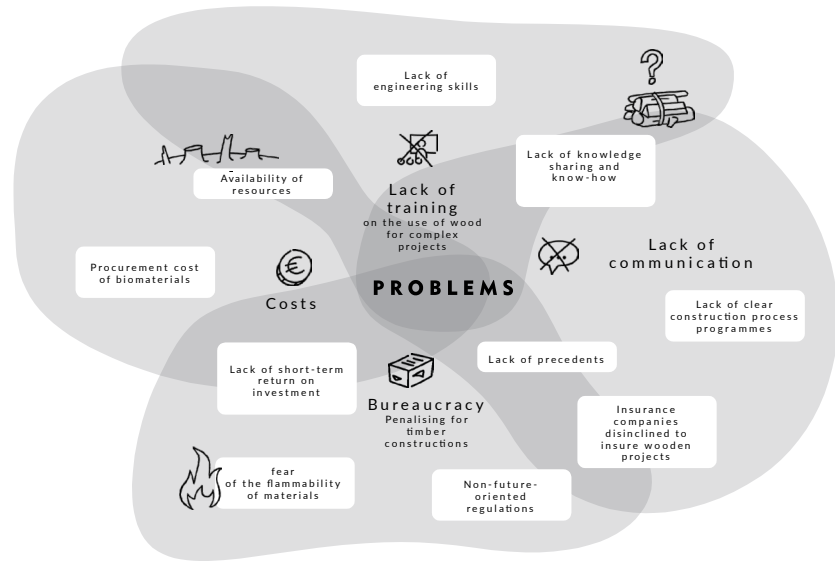 Lack of
engineering skills
?
Lack of knowledge
sharing and
know-how
Availability of
resources
Lack of
training
on the use of wood
for complex
projects
Lack of
communication
Procurement cost
of biomaterials
€
Costs
PROBLEMS
Lack of clear
construction process
programmes
Lack of short-term
return on
investment
Lack of precedents
Bureaucracy
Penalising for
timber
constructions
Insurance
companies
disinclined to
insure wooden
projects
fear
of the flammability
of materials
Non-future-
oriented
regulations